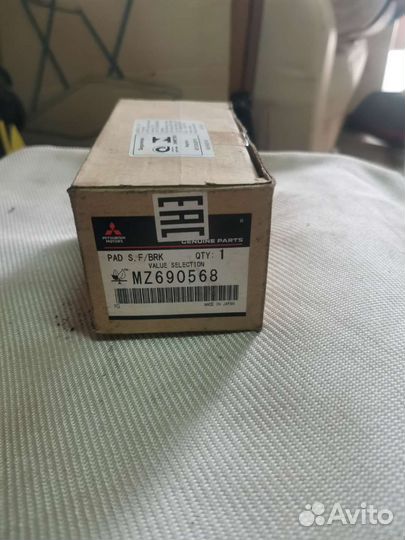 EAC
MITSUBISHI
MOTORS
GENUINE PARTS
PAD S.F/BRK QTY: 1
VALUE SELECTION
MZ690568
MADE IN JAPAN
Avito